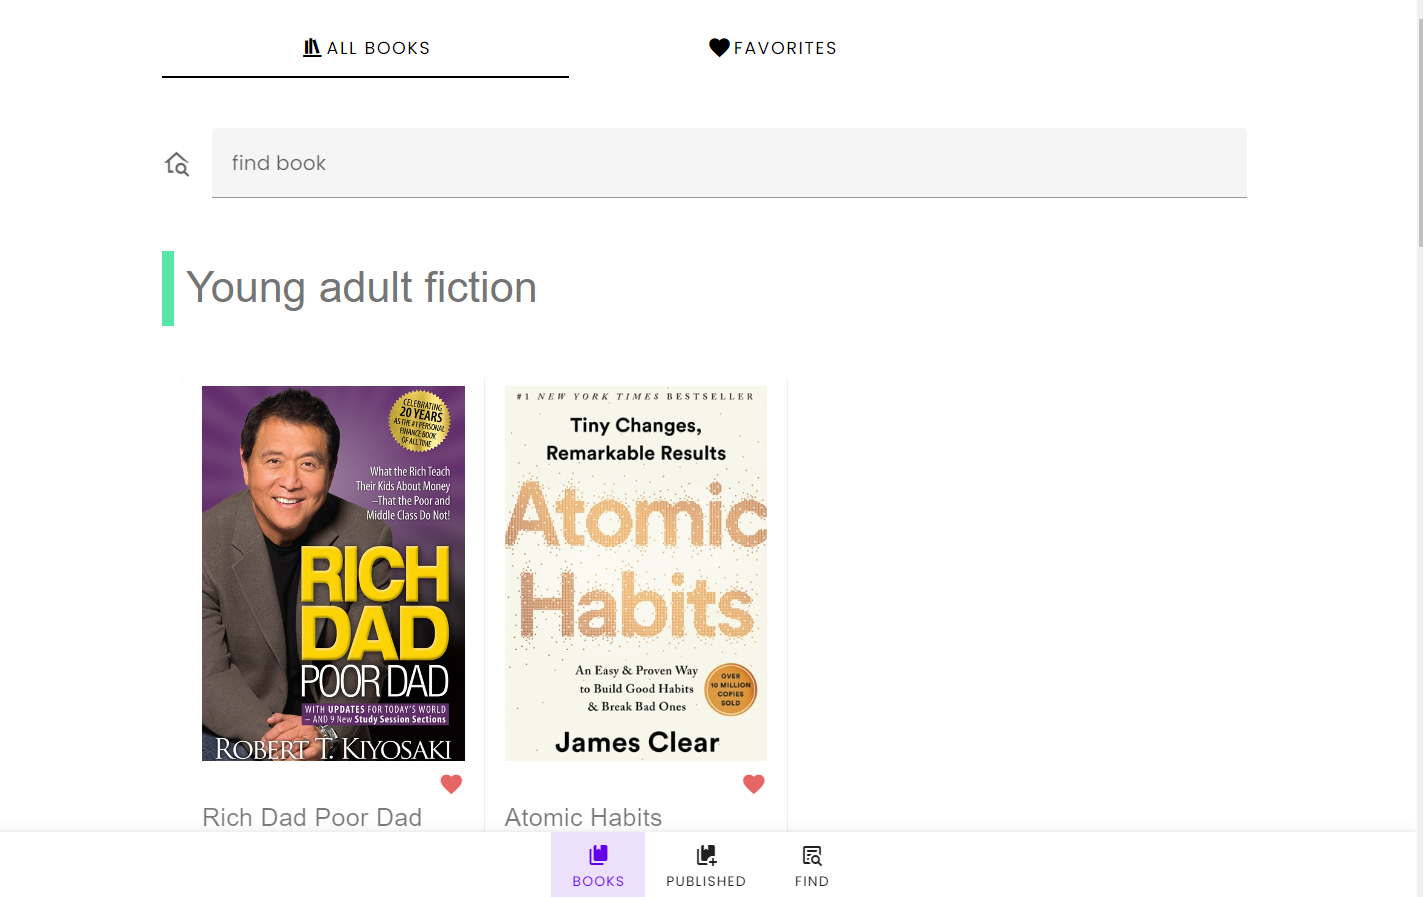 ALL BOOKS
FAVORITES
find book
Young adult fiction
CELEBRATING
20 YEARS
AS THE #1 PERSONAL
FINANCE BOOK
OF ALL TIME
What the Rich Teach
Their Kids About Money
–That the Poor and
Middle Class Do Not!
RICH
DAD
POOR DAD
WITH UPDATES FOR TODAY'S WORLD
– AND 9 New Study Session Sections
ROBERT T. KIYOSAKI
#1 NEW YORK TIMES BESTSELLER
Tiny Changes,
Remarkable Results
Atomic
Habits
An Easy & Proven Way
to Build Good Habits
& Break Bad Ones
OVER
10 MILLION
COPIES
SOLD
James Clear
Rich Dad Poor Dad
Atomic Habits
BOOKS
PUBLISHED
FIND